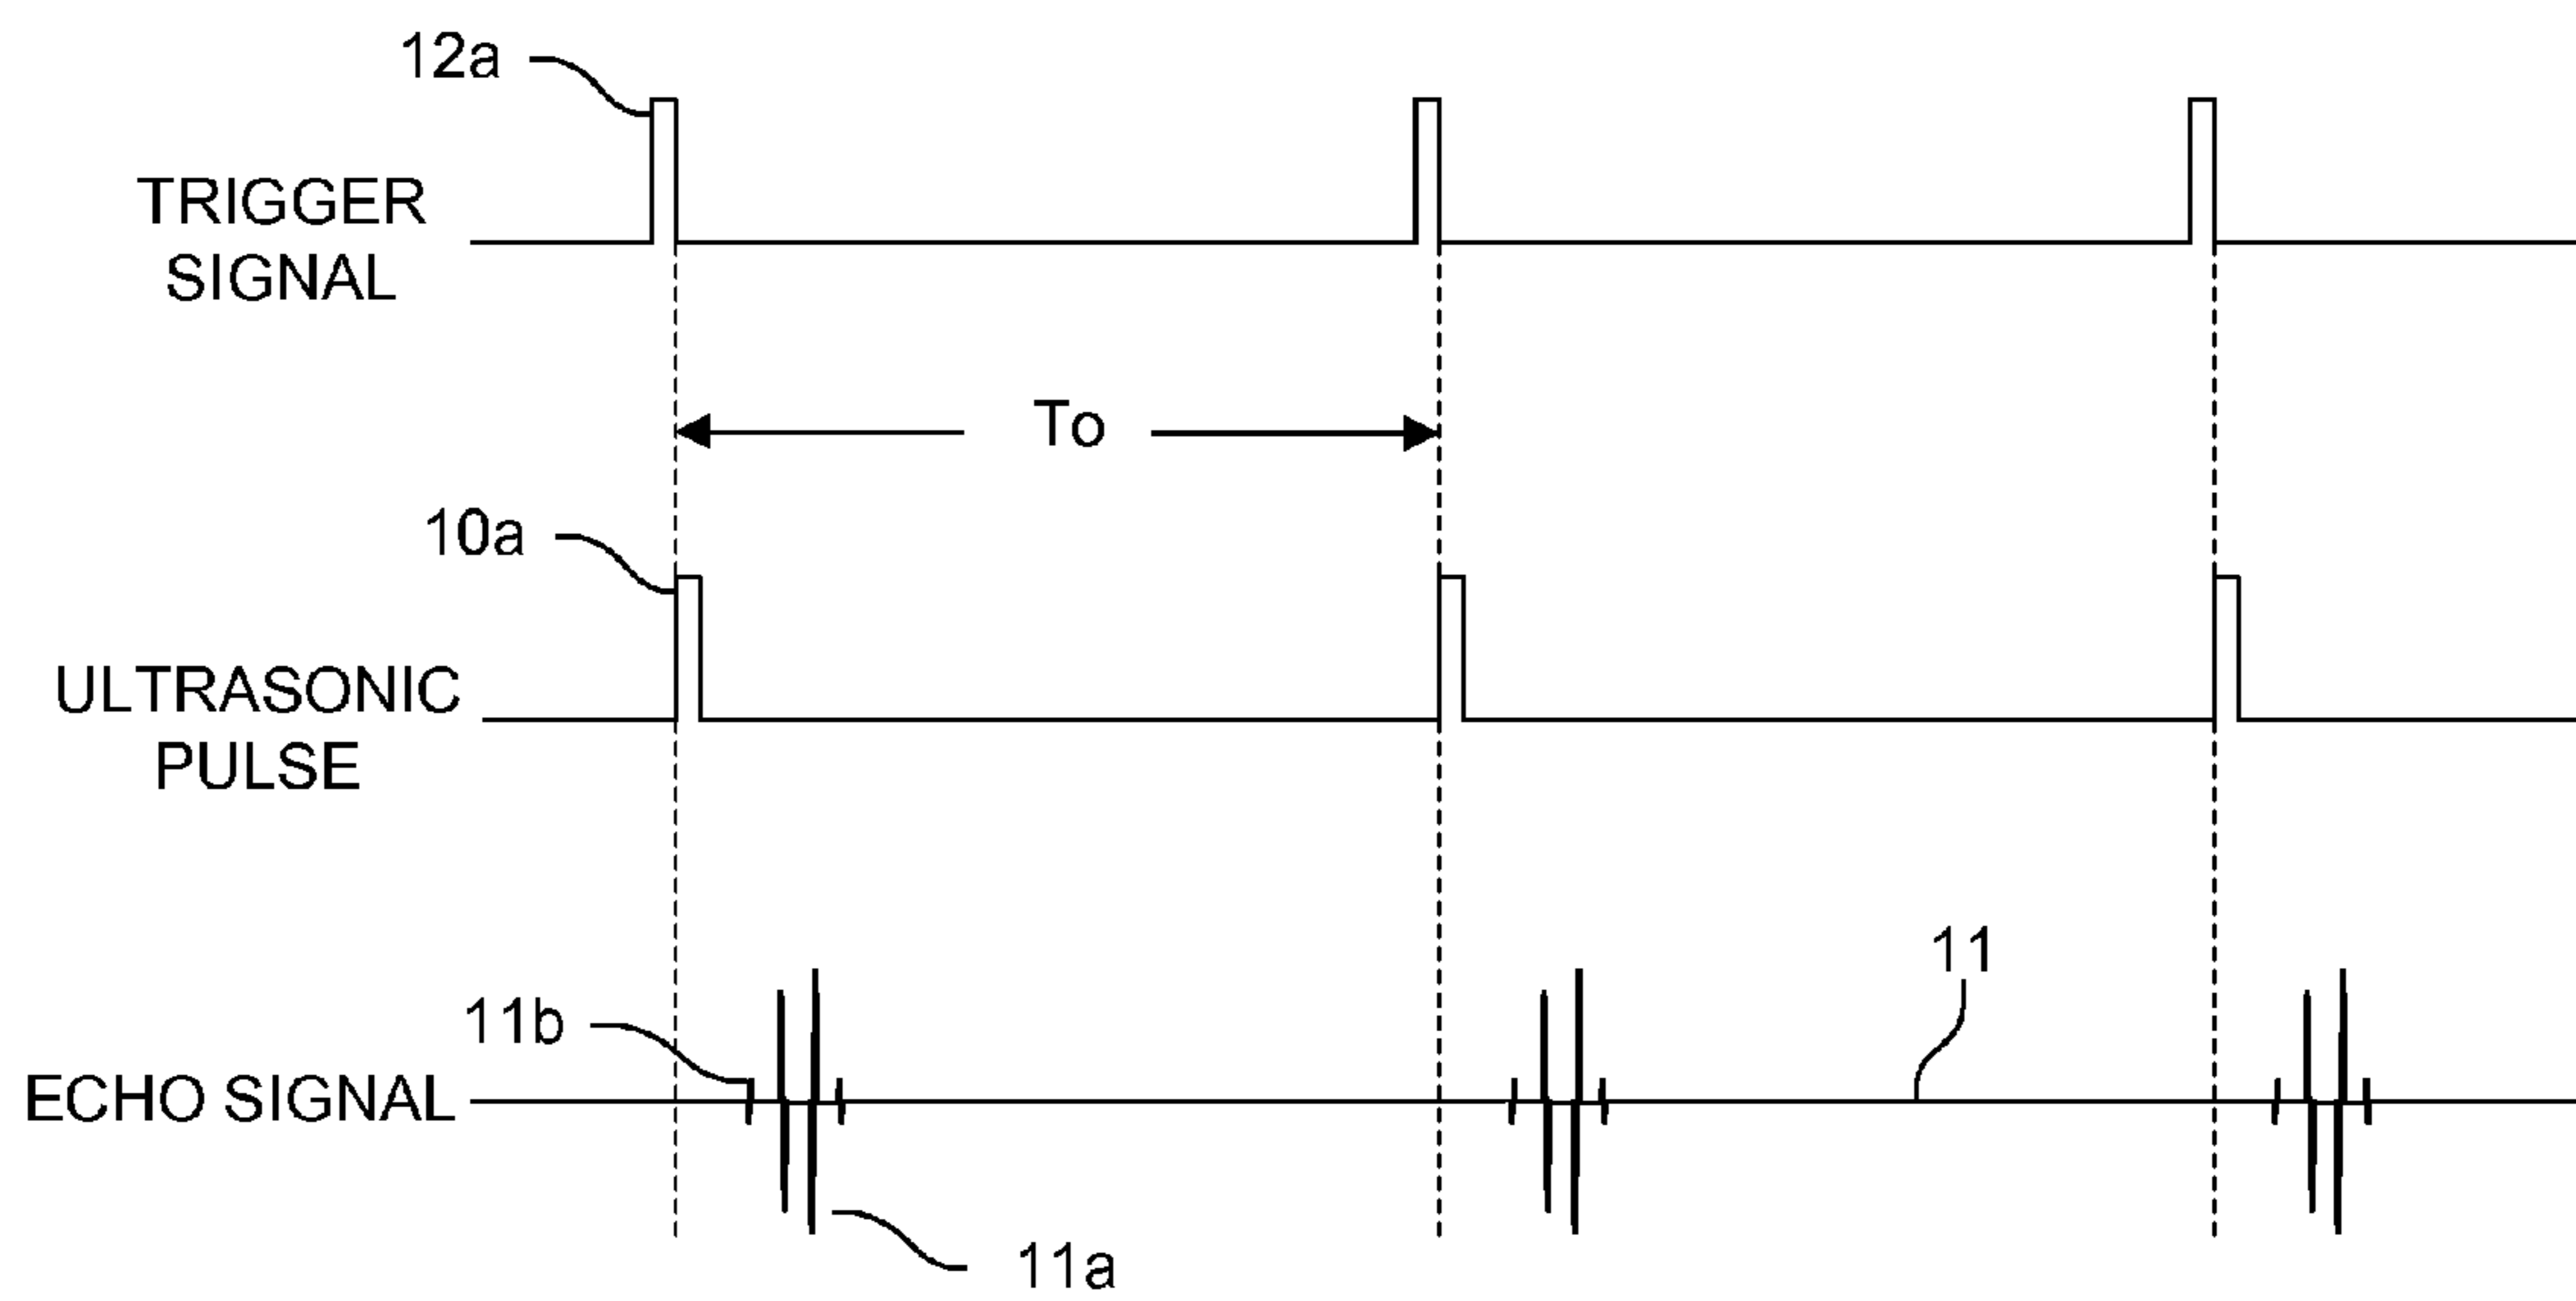 12a
TRIGGER
SIGNAL
To
10a
ULTRASONIC
PULSE
11
11b
ECHO SIGNAL
11a